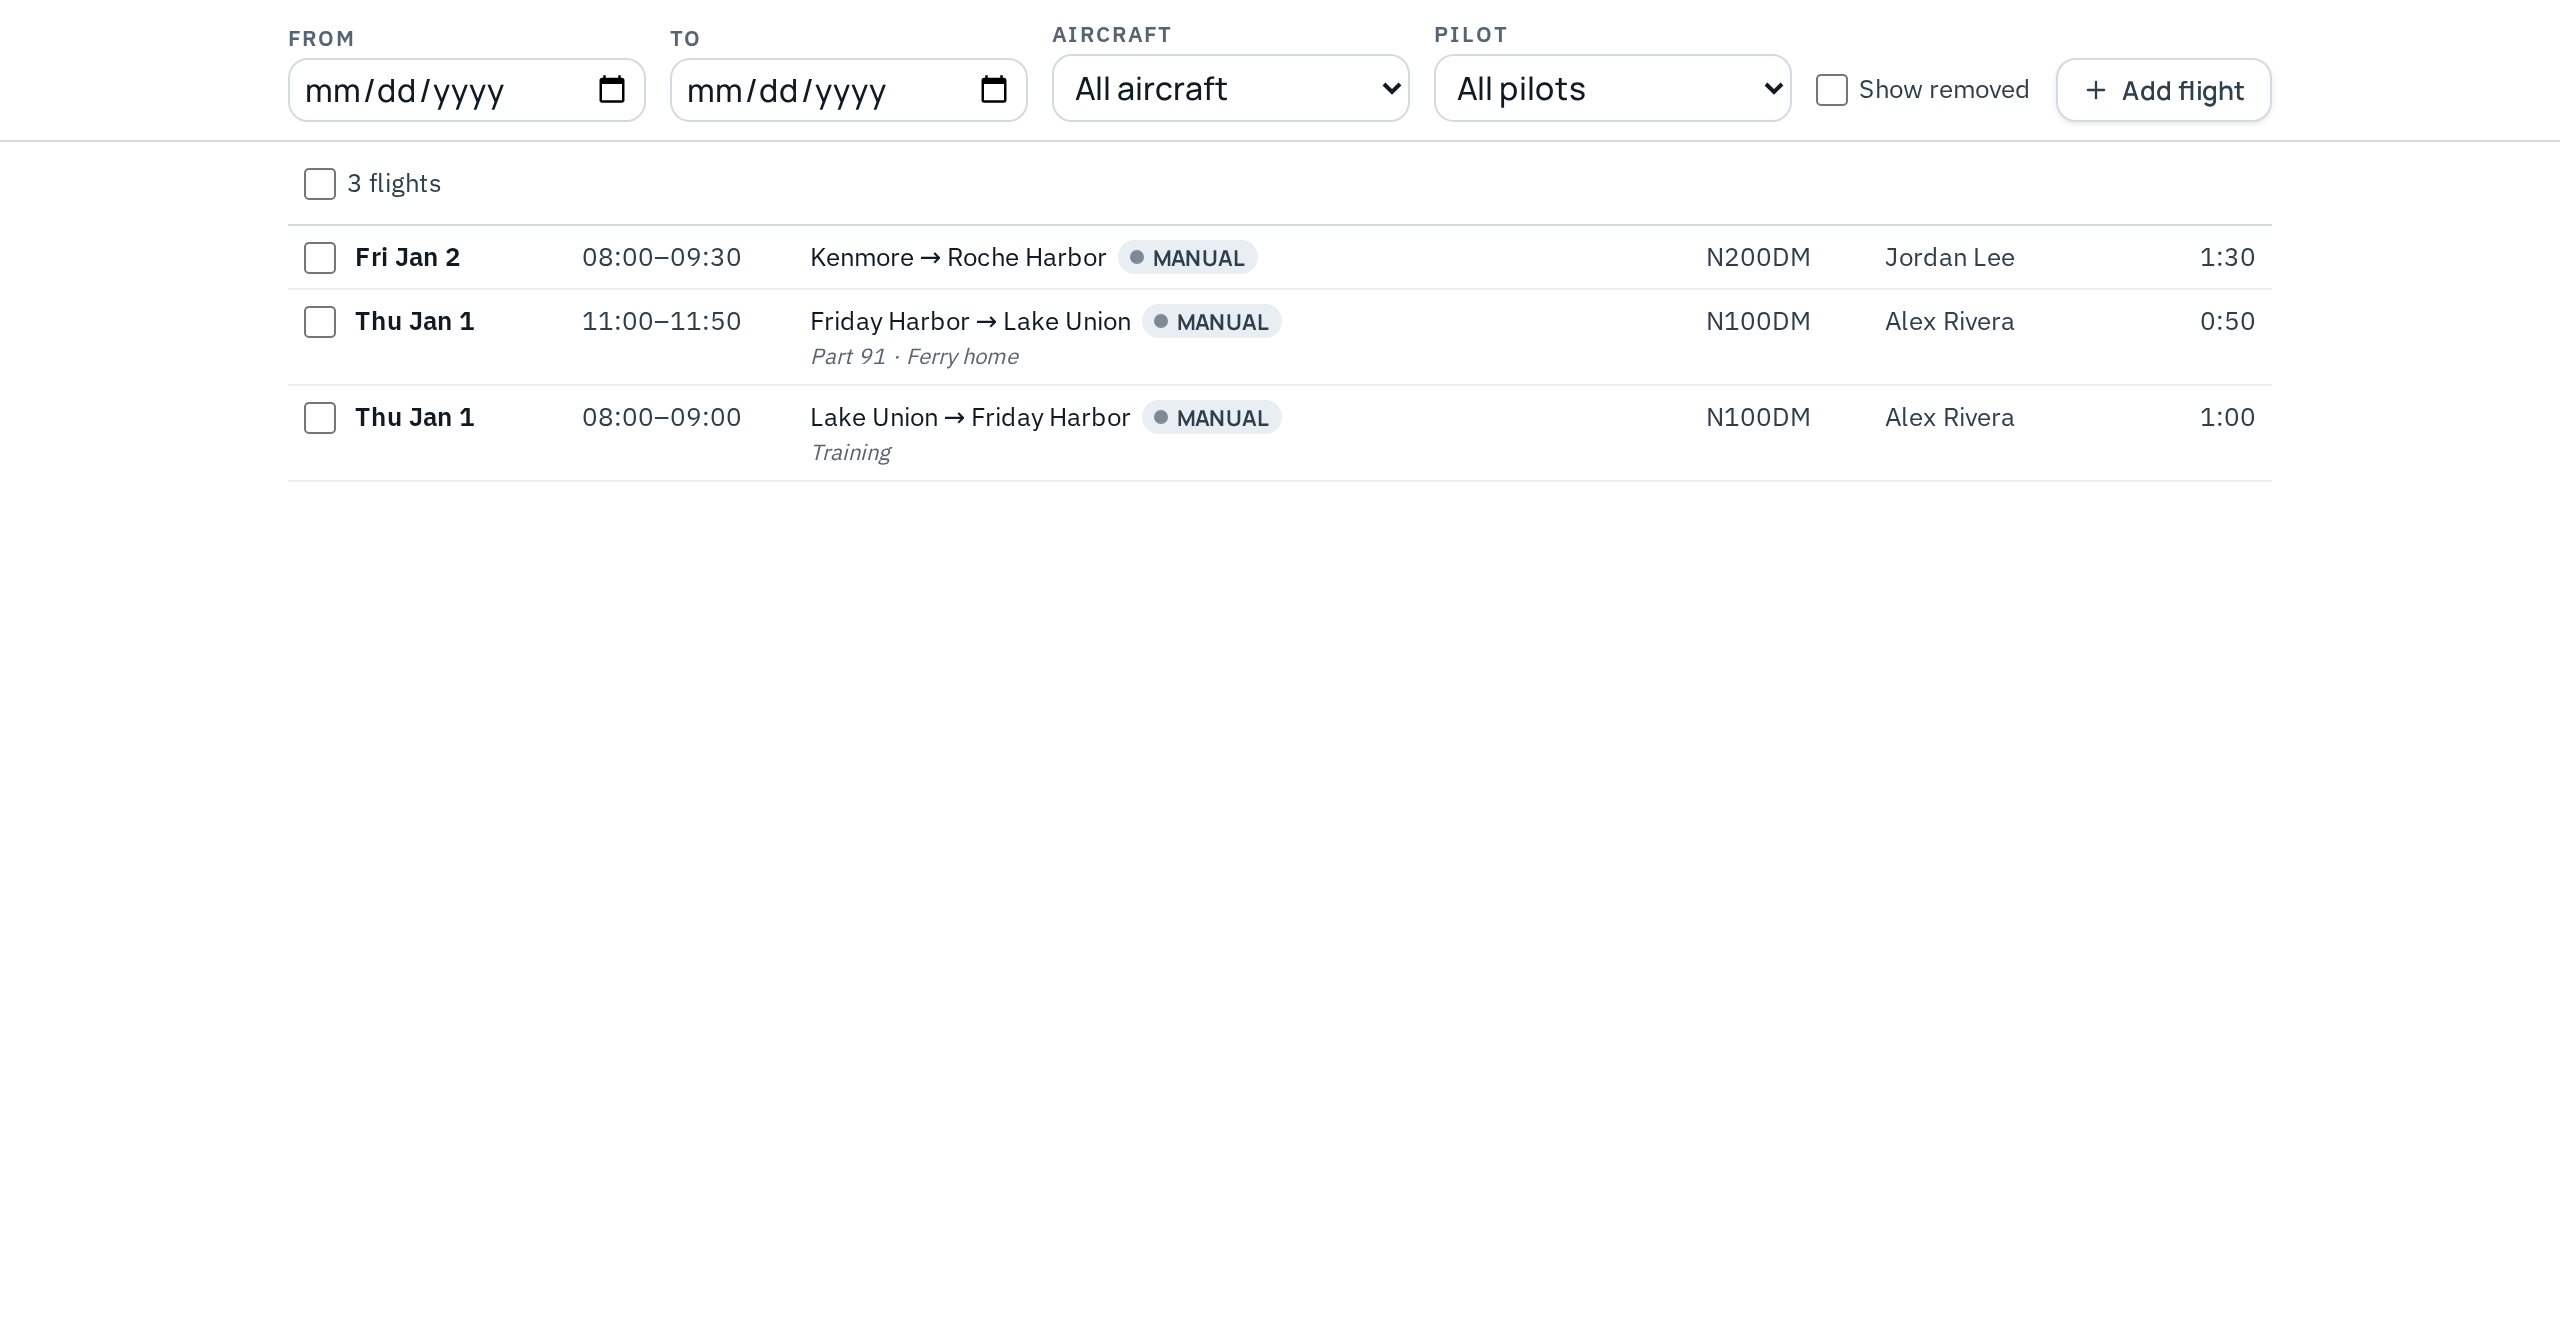 FROM TO AIRCRAFT PILOT
mm/dd/yyyy mm/dd/yyyy All aircraft All pilots Show removed + Add flight
3 flights
Fri Jan 2 08:00–09:30 Kenmore → Roche Harbor MANUAL N200DM Jordan Lee 1:30
Thu Jan 1 11:00–11:50 Friday Harbor → Lake Union MANUAL N100DM Alex Rivera 0:50
Part 91 · Ferry home
Thu Jan 1 08:00–09:00 Lake Union → Friday Harbor MANUAL N100DM Alex Rivera 1:00
Training